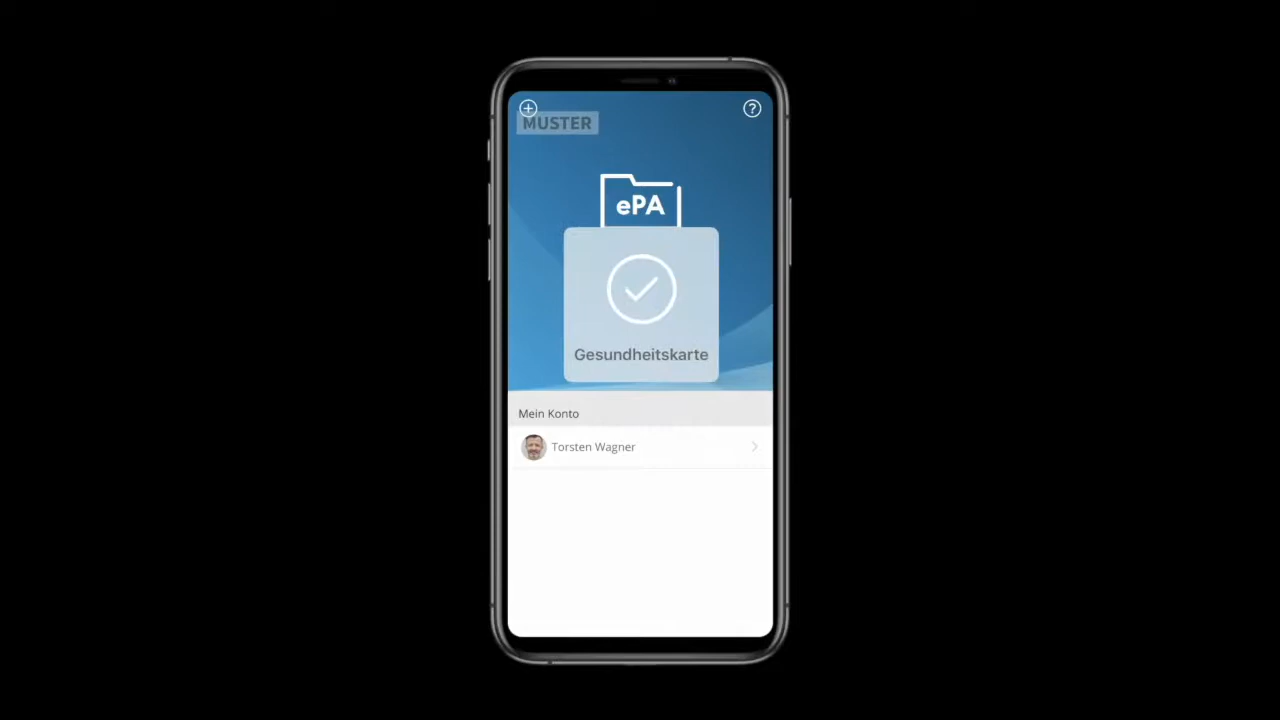 MUSTER
ePA
Gesundheitskarte
Mein Konto
Torsten Wagner